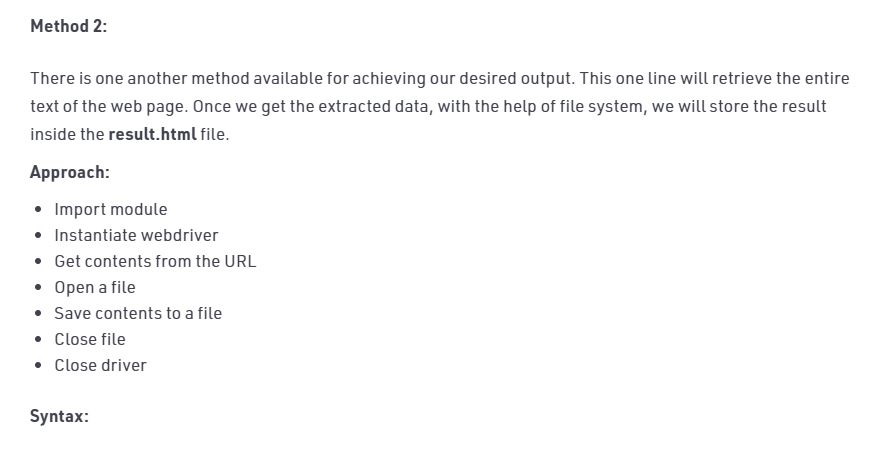 Method 2:
There is one another method available for achieving our desired output. This one line will retrieve the entire
text of the web page. Once we get the extracted data, with the help of file system, we will store the result
inside the result.html file.
Approach:
• Import module
• Instantiate webdriver
• Get contents from the URL
• Open a file
• Save contents to a file
• Close file
• Close driver
Syntax: